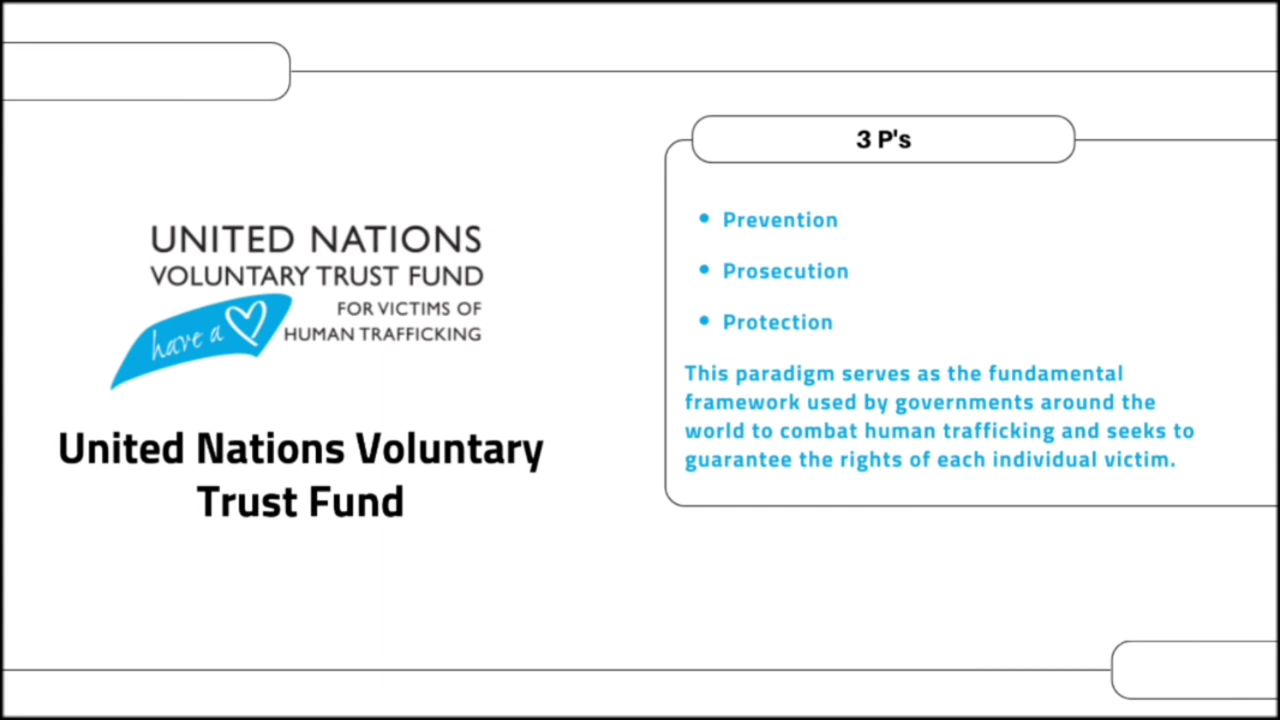 UNITED NATIONS
VOLUNTARY TRUST FUND
FOR VICTIMS OF
HUMAN TRAFFICKING
have a
United Nations Voluntary
Trust Fund
3 P's
• Prevention
• Prosecution
• Protection
This paradigm serves as the fundamental
framework used by governments around the
world to combat human trafficking and seeks to
guarantee the rights of each individual victim.